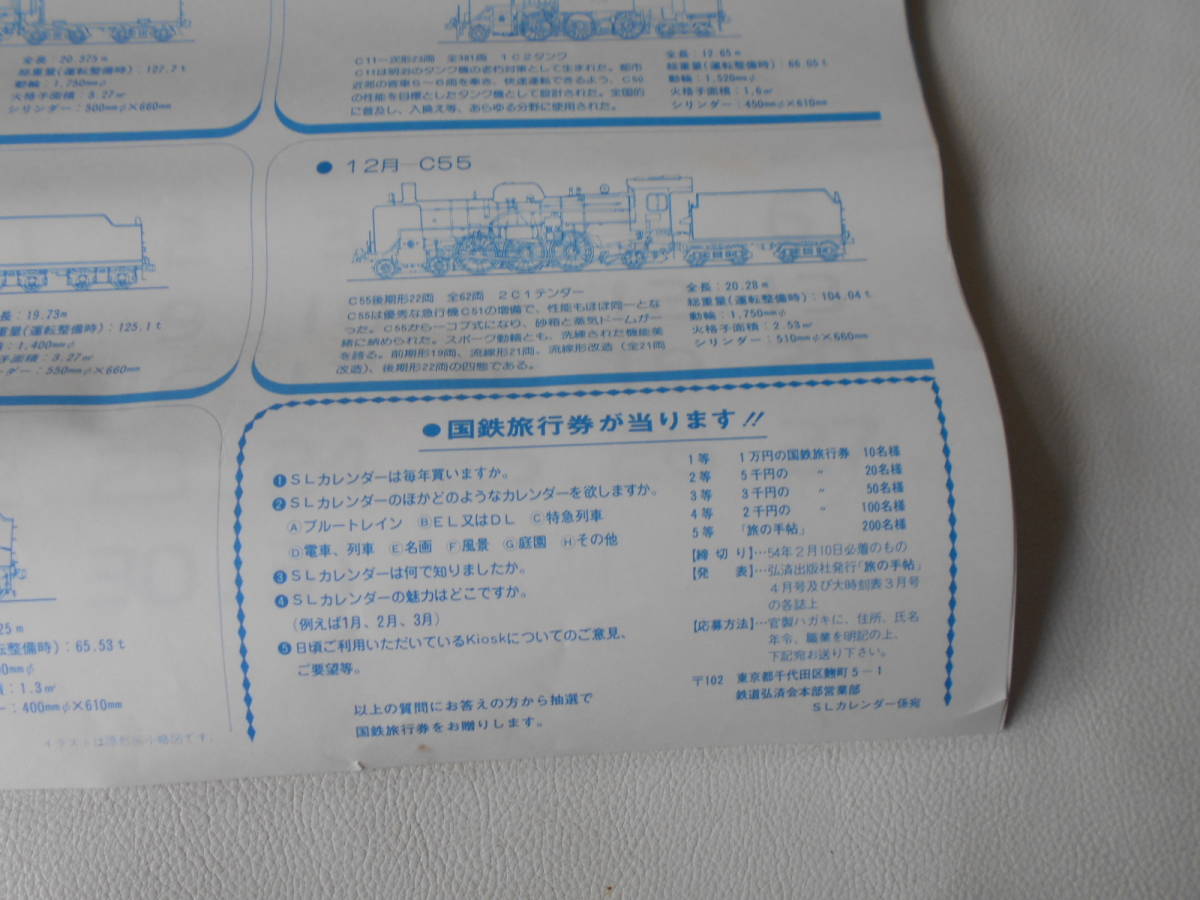 全長：20.375m
総重量(運転整備時)：127.7t
動輪：1,750mmφ
火格子面積：3.27㎡
シリンダー：500mmφ×660mm
C11一次形23両 全381両 1C2タンク
C11は明治のタンク機の老朽対策として生まれた。都市
近郊の客車5〜6両を牽き、快速運転できるよう、C50
の性能を目標としたタンク機として設計された。全国的
に普及し、入換え等、あらゆる分野に使用された。
全長：12.65m
総重量(運転整備時)：66.05t
動輪：1,520mmφ
火格子面積：1.6㎡
シリンダー：450mmφ×610mm
長：19.73m
重量(運転整備時)：125.1t
：1,400mmφ
子面積：3.27㎡
ーダー：550mmφ×660mm
●12月―C55
C55後期形22両 全62両 2C1テンダー
C55は優秀な急行機C51の増備で、性能もほぼ同一とな
った。C55から一コブ式になり、砂箱と蒸気ドームが一
緒に納められた。スポーク動輪とも、洗練された機能美
を誇る。前期形19両、流線形21両、流線形改造（全21両
改造）、後期形22両の四態である。
全長：20.28m
総重量(運転整備時)：104.04t
動輪：1,750mmφ
火格子面積：2.53㎡
シリンダー：510mmφ×660mm
25m
転整備時)：65.53t
0mmφ
：1.3㎡
ー：400mmφ×610mm
イラストは原形の縮図です。
●国鉄旅行券が当ります!!
❶SLカレンダーは毎年買いますか。
❷SLカレンダーのほかどのようなカレンダーを欲しますか。
Ⓐブルートレイン ⒷEL又はDL Ⓒ特急列車
Ⓓ電車、列車 Ⓔ名画 Ⓕ風景 Ⓖ庭園 Ⓗその他
❸SLカレンダーは何で知りましたか。
❹SLカレンダーの魅力はどこですか。
（例えば1月、2月、3月）
❺日頃ご利用いただいているKioskについてのご意見、
ご要望等。
以上の質問にお答えの方から抽選で
国鉄旅行券をお贈りします。
1等 1万円の国鉄旅行券 10名様
2等 5千円の 〃 20名様
3等 3千円の 〃 50名様
4等 2千円の 〃 100名様
5等 「旅の手帖」 200名様
【締切り】…54年2月10日必着のもの
【発表】…弘済出版社発行「旅の手帖」
4月号及び大時刻表3月号
の各誌上
【応募方法】…官製ハガキに、住所、氏名
年令、職業を明記の上、
下記宛お送り下さい。
〒102 東京都千代田区麹町5−1
鉄道弘済会本部営業部
SLカレンダー係宛